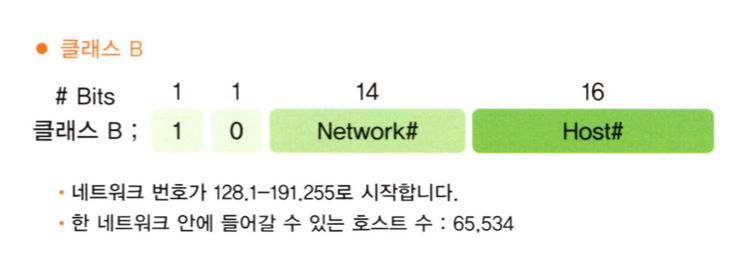 ● 클래스 B
# Bits 1 1 14 16
클래스 B ; 1 0 Network# Host#
• 네트워크 번호가 128.1-191.255로 시작합니다.
• 한 네트워크 안에 들어갈 수 있는 호스트 수 : 65,534